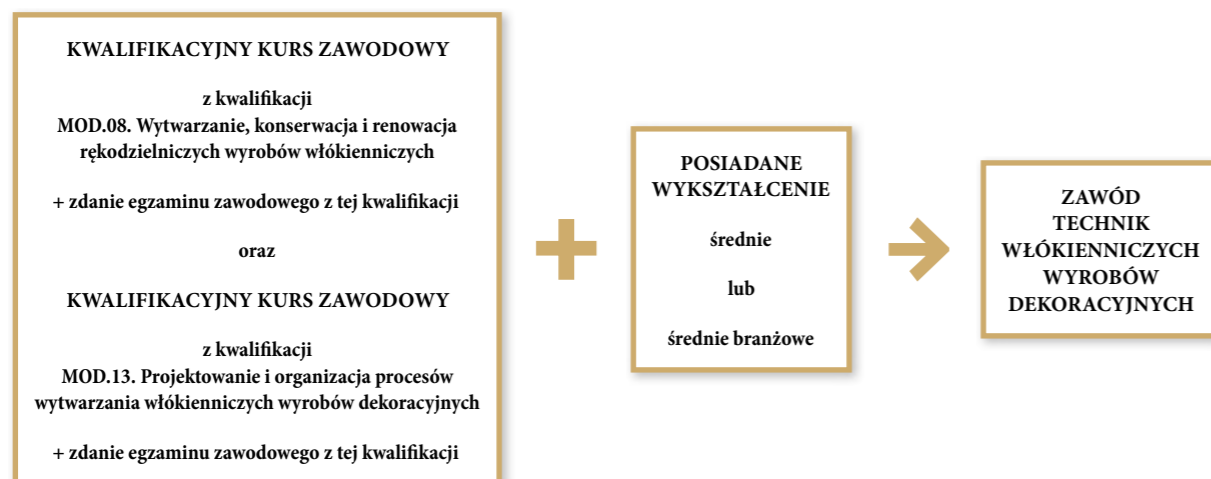 KWALIFIKACYJNY KURS ZAWODOWY
z kwalifikacji
MOD.08. Wytwarzanie, konserwacja i renowacja
rękodzielniczych wyrobów włókienniczych
+ zdanie egzaminu zawodowego z tej kwalifikacji
oraz
KWALIFIKACYJNY KURS ZAWODOWY
z kwalifikacji
MOD.13. Projektowanie i organizacja procesów
wytwarzania włókienniczych wyrobów dekoracyjnych
+ zdanie egzaminu zawodowego z tej kwalifikacji
+
POSIADANE
WYKSZTAŁCENIE
średnie
lub
średnie branżowe
→
ZAWÓD
TECHNIK
WŁÓKIENNICZYCH
WYROBÓW
DEKORACYJNYCH